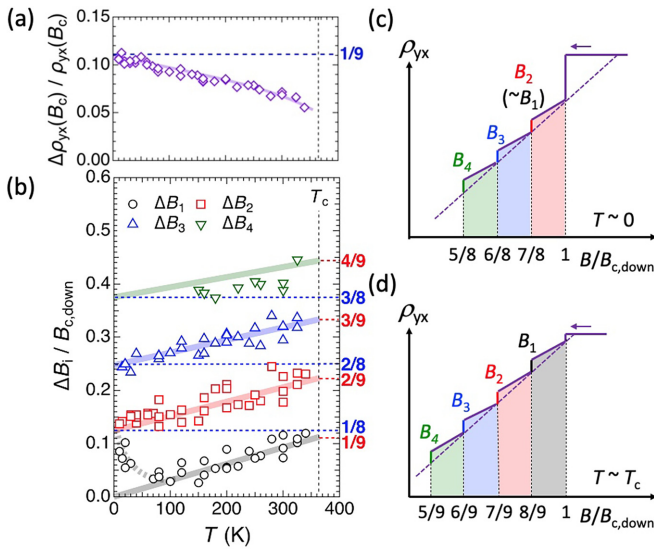 (a)
Δρyx(Bc) / ρyx(Bc)
0.15
0.10
0.05
0.00
1/9
(b)
ΔBi / Bc,down
0.6
0.5
0.4
0.3
0.2
0.1
0.0
ΔB1 ΔB2
ΔB3 ΔB4
Tc
4/9
3/8
3/9
2/8
2/9
1/8
1/9
0 100 200 300 400
T (K)
(c)
ρyx
B2
(~B1)
B3
B4
T ~ 0
5/8 6/8 7/8 1 B/Bc,down
(d)
ρyx
B1
B2
B3
B4
T ~ Tc
5/9 6/9 7/9 8/9 1 B/Bc,down